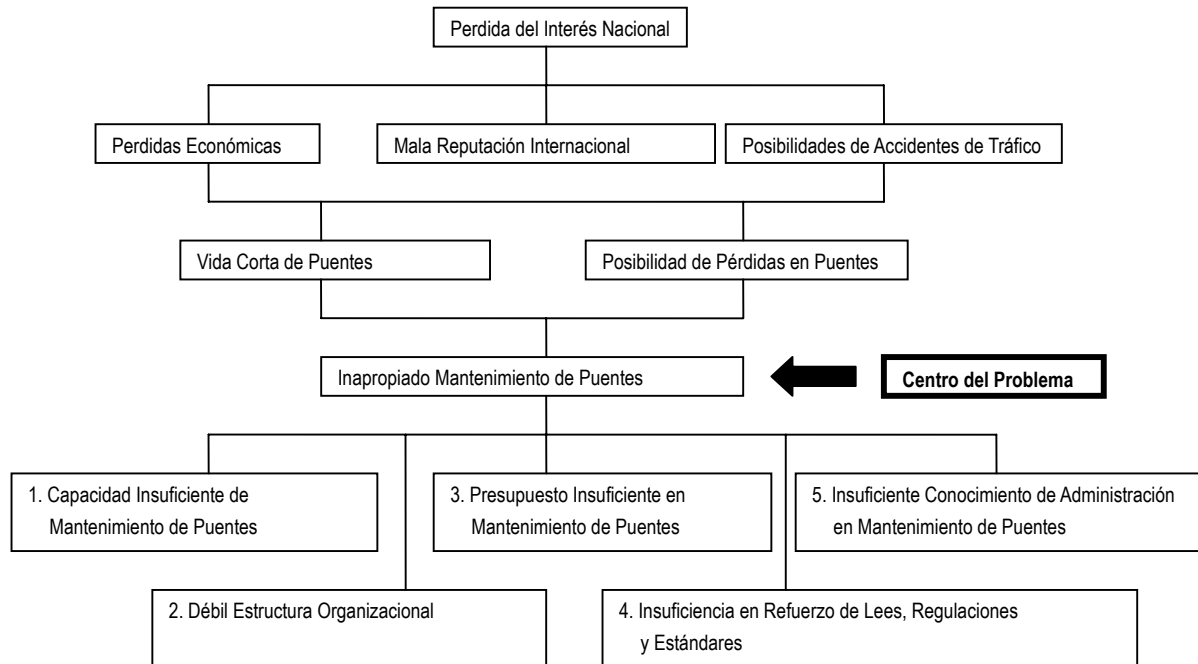 Perdida del Interés Nacional
Perdidas Económicas
Mala Reputación Internacional
Posibilidades de Accidentes de Tráfico
Vida Corta de Puentes
Posibilidad de Pérdidas en Puentes
Inapropiado Mantenimiento de Puentes
Centro del Problema
1. Capacidad Insuficiente de
Mantenimiento de Puentes
3. Presupuesto Insuficiente en
Mantenimiento de Puentes
5. Insuficiente Conocimiento de Administración
en Mantenimiento de Puentes
2. Débil Estructura Organizacional
4. Insuficiencia en Refuerzo de Lees, Regulaciones
y Estándares